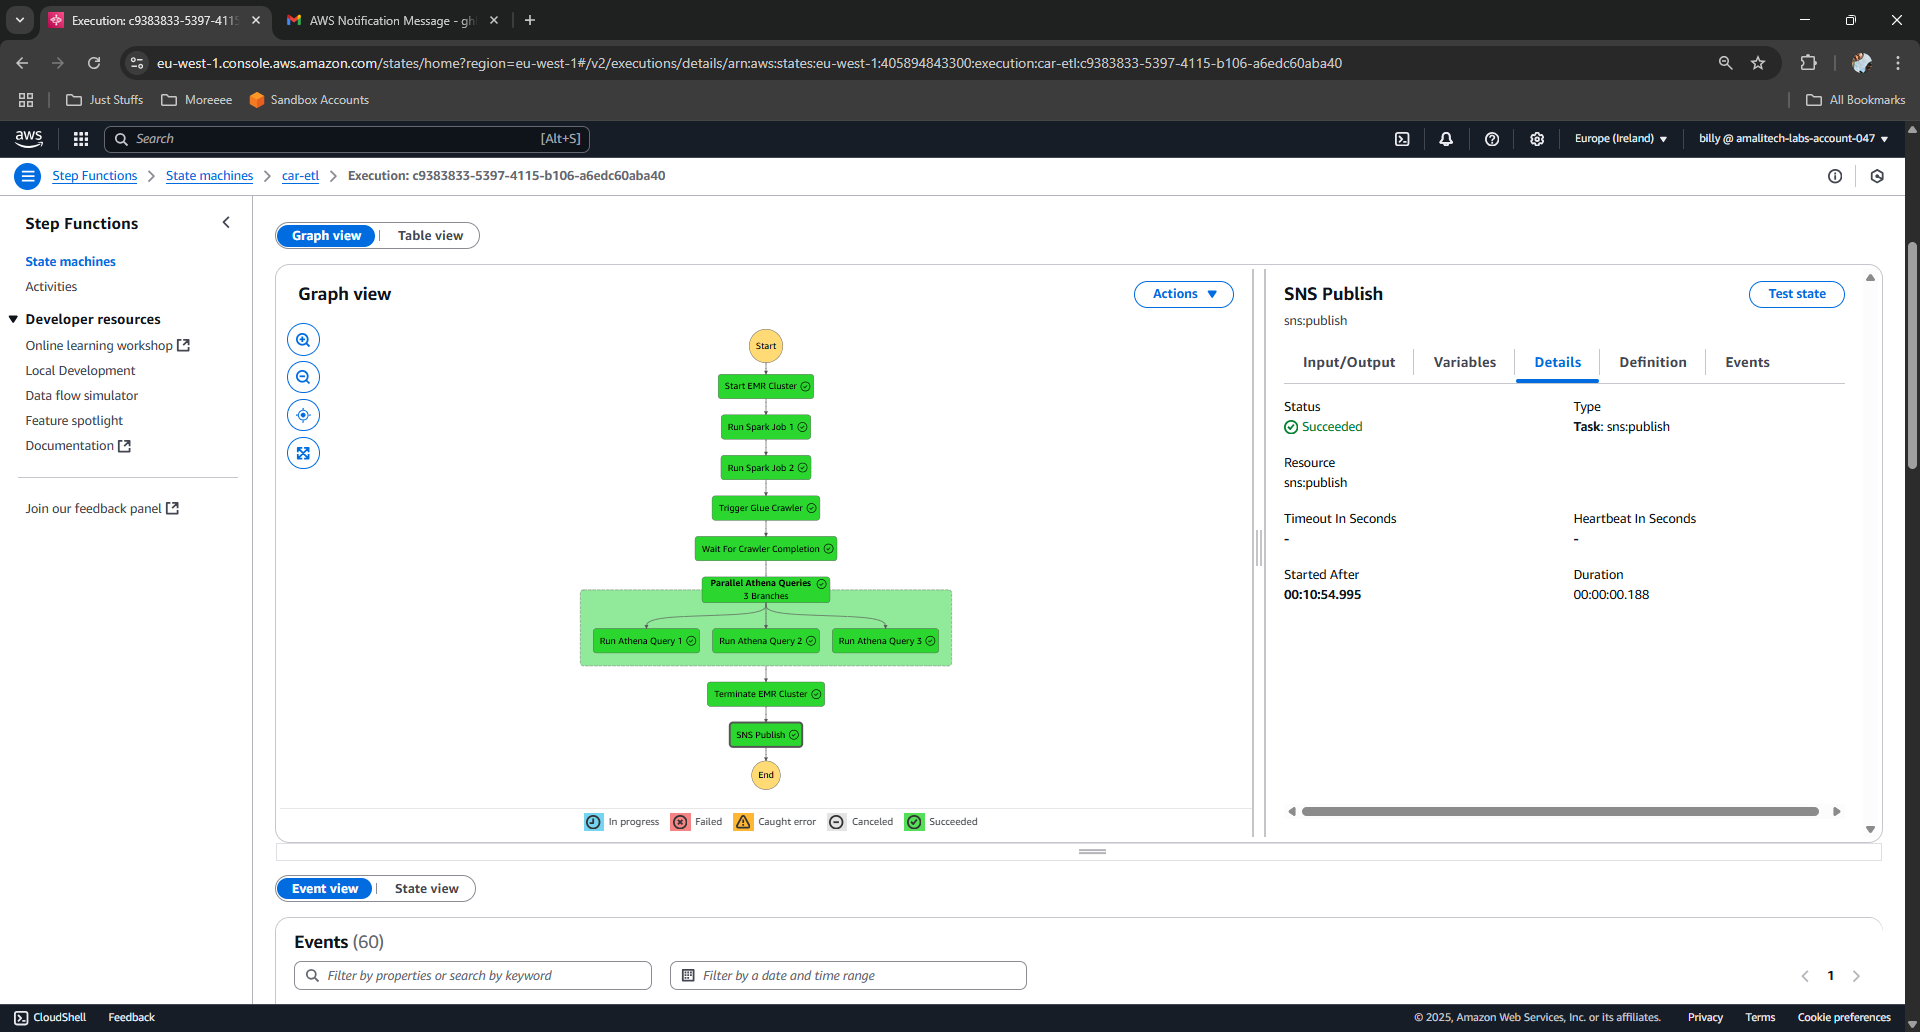 Execution: c9383833-5397-411
AWS Notification Message - gh
eu-west-1.console.aws.amazon.com/states/home?region=eu-west-1#/v2/executions/details/arn:aws:states:eu-west-1:405894843300:execution:car-etl:c9383833-5397-4115-b106-a6edc60aba40
Just Stuffs
Moreeee
Sandbox Accounts
All Bookmarks
aws
Search
[Alt+S]
Europe (Ireland)
billy @ amalitech-labs-account-047
Step Functions
State machines
car-etl
Execution: c9383833-5397-4115-b106-a6edc60aba40
Step Functions
State machines
Activities
Developer resources
Online learning workshop
Local Development
Data flow simulator
Feature spotlight
Documentation
Join our feedback panel
Graph view
Table view
Graph view
Actions
Start
Start EMR Cluster
Run Spark Job 1
Run Spark Job 2
Trigger Glue Crawler
Wait For Crawler Completion
Parallel Athena Queries
3 Branches
Run Athena Query 1
Run Athena Query 2
Run Athena Query 3
Terminate EMR Cluster
SNS Publish
End
In progress
Failed
Caught error
Canceled
Succeeded
SNS Publish
Test state
sns:publish
Input/Output
Variables
Details
Definition
Events
Status
Type
Succeeded
Task: sns:publish
Resource
sns:publish
Timeout In Seconds
Heartbeat In Seconds
-
-
Started After
Duration
00:10:54.995
00:00:00.188
Event view
State view
Events (60)
Filter by properties or search by keyword
Filter by a date and time range
1
CloudShell
Feedback
© 2025, Amazon Web Services, Inc. or its affiliates.
Privacy
Terms
Cookie preferences